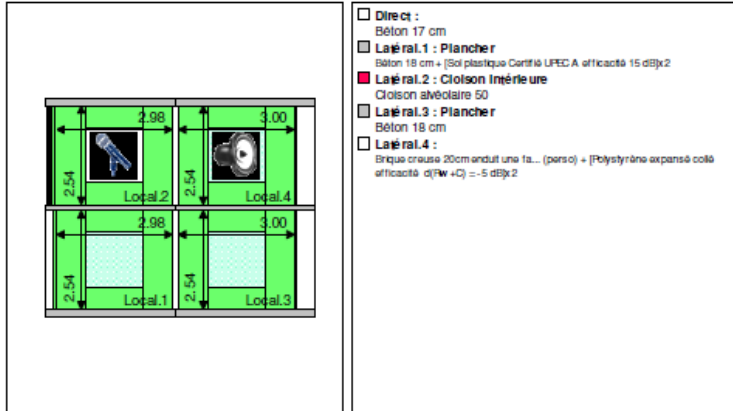 2.98
3.00
2.54
Local.2
2.54
Local.4
2.98
3.00
2.54
Local.1
2.54
Local.3
Direct :
Béton 17 cm
Latéral.1 : Plancher
Béton 18 cm + [Sol plastique Certifié UPEC A efficacité 15 dB]x2
Latéral.2 : Cloison Intérieure
Cloison alvéolaire 50
Latéral.3 : Plancher
Béton 18 cm
Latéral.4 :
Brique creuse 20cm enduit une fa... (perso) + [Polystyrène expansé collé
efficacité d(Rw +C) = -5 dB]x2